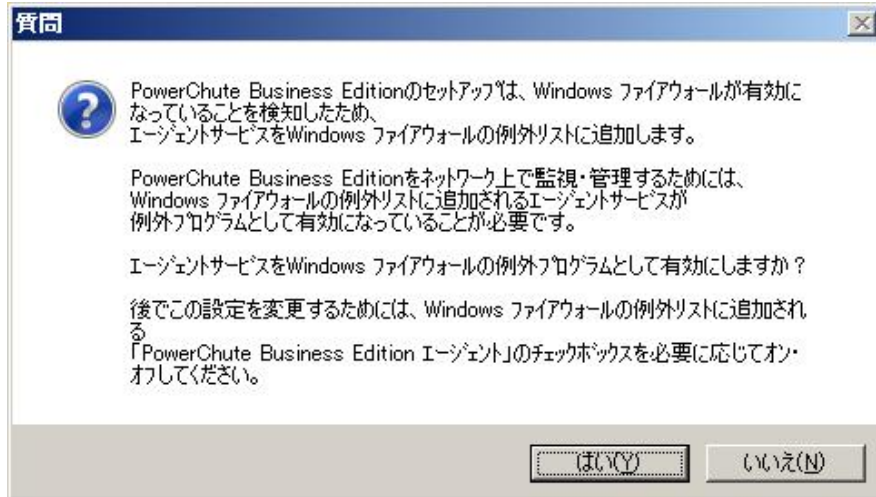 質問
PowerChute Business Editionのセットアップは、Windows ファイアウォールが有効に
なっていることを検知したため、
エージェントサービスをWindows ファイアウォールの例外リストに追加します。
PowerChute Business Editionをネットワーク上で監視・管理するためには、
Windows ファイアウォールの例外リストに追加されるエージェントサービスが
例外プログラムとして有効になっていることが必要です。
エージェントサービスをWindows ファイアウォールの例外プログラムとして有効にしますか?
後でこの設定を変更するためには、Windows ファイアウォールの例外リストに追加され
る
「PowerChute Business Edition エージェント」のチェックボックスを必要に応じてオン・
オフしてください。
はい(Y)
いいえ(N)